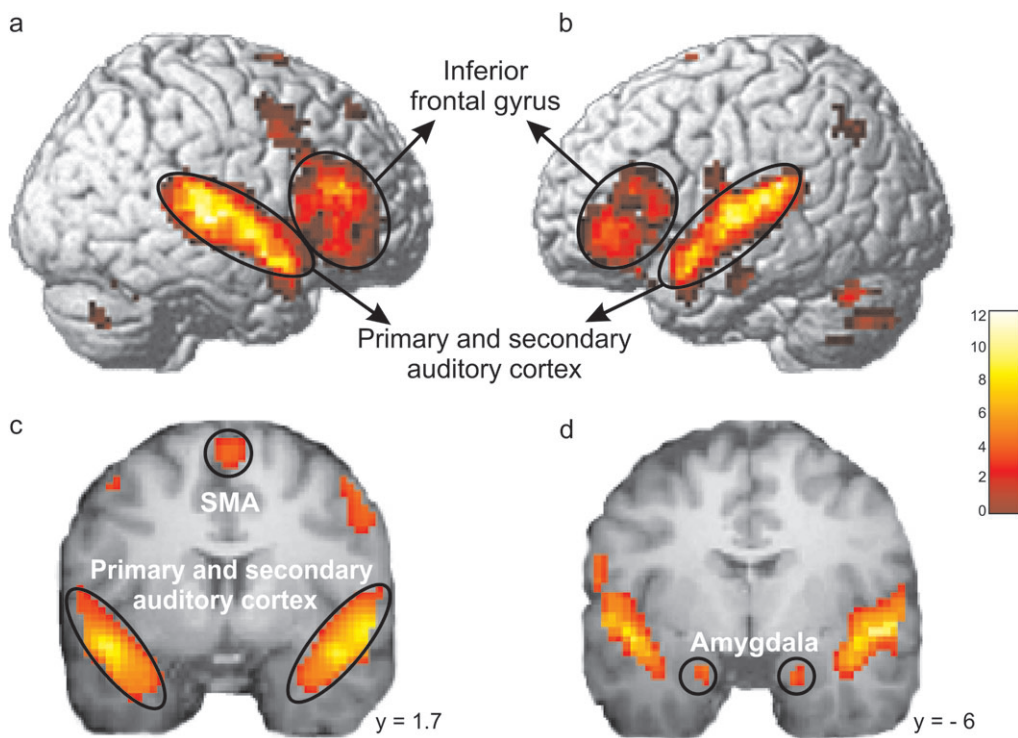 a
b
Inferior
frontal gyrus
Primary and secondary
auditory cortex
12
10
8
6
4
2
0
c
d
SMA
Primary and secondary
auditory cortex
Amygdala
y = 1.7
y = - 6